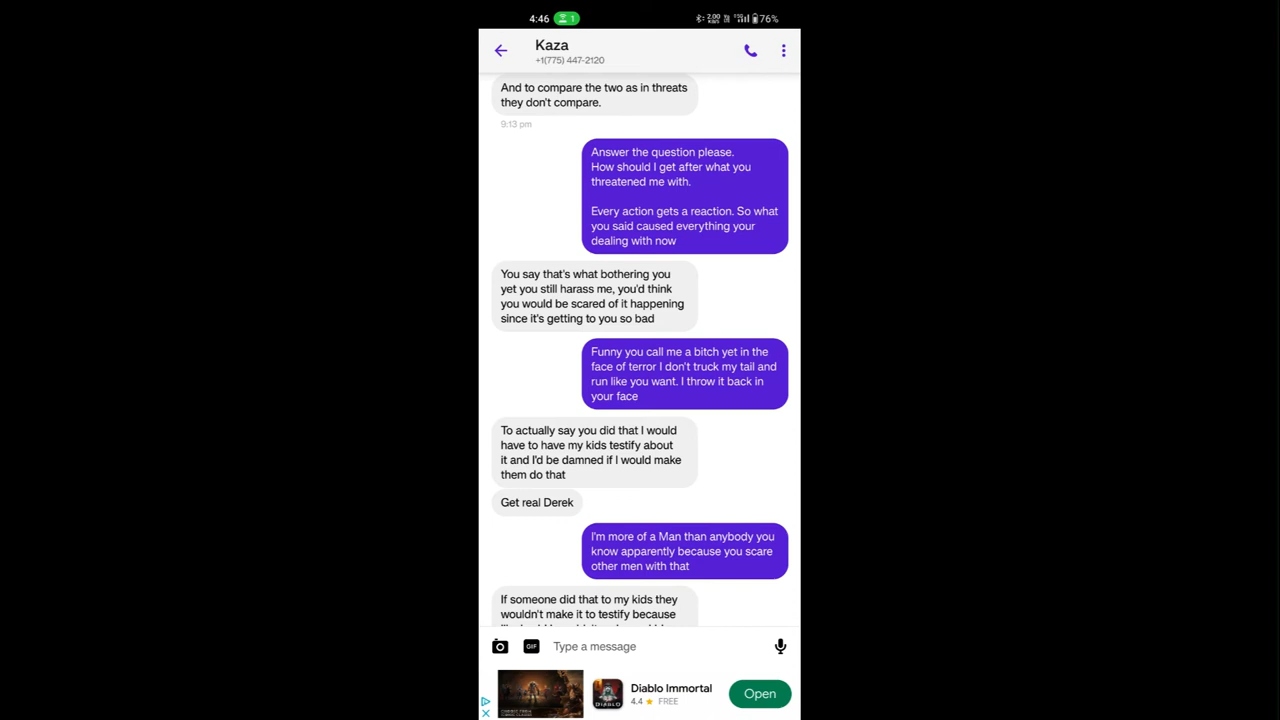 4:46 1 2.00 76%
Kaza
+1(775) 447-2120
And to compare the two as in threats
they don't compare.
9:13 pm
Answer the question please.
How should I get after what you
threatened me with.
Every action gets a reaction. So what
you said caused everything your
dealing with now
You say that's what bothering you
yet you still harass me, you'd think
you would be scared of it happening
since it's getting to you so bad
Funny you call me a bitch yet in the
face of terror I don't truck my tail and
run like you want. I throw it back in
your face
To actually say you did that I would
have to have my kids testify about
it and I'd be damned if I would make
them do that
Get real Derek
I'm more of a Man than anybody you
know apparently because you scare
other men with that
If someone did that to my kids they
wouldn't make it to testify because
GIF Type a message
Diablo Immortal
4.4 ★ FREE
Open
DIABLO